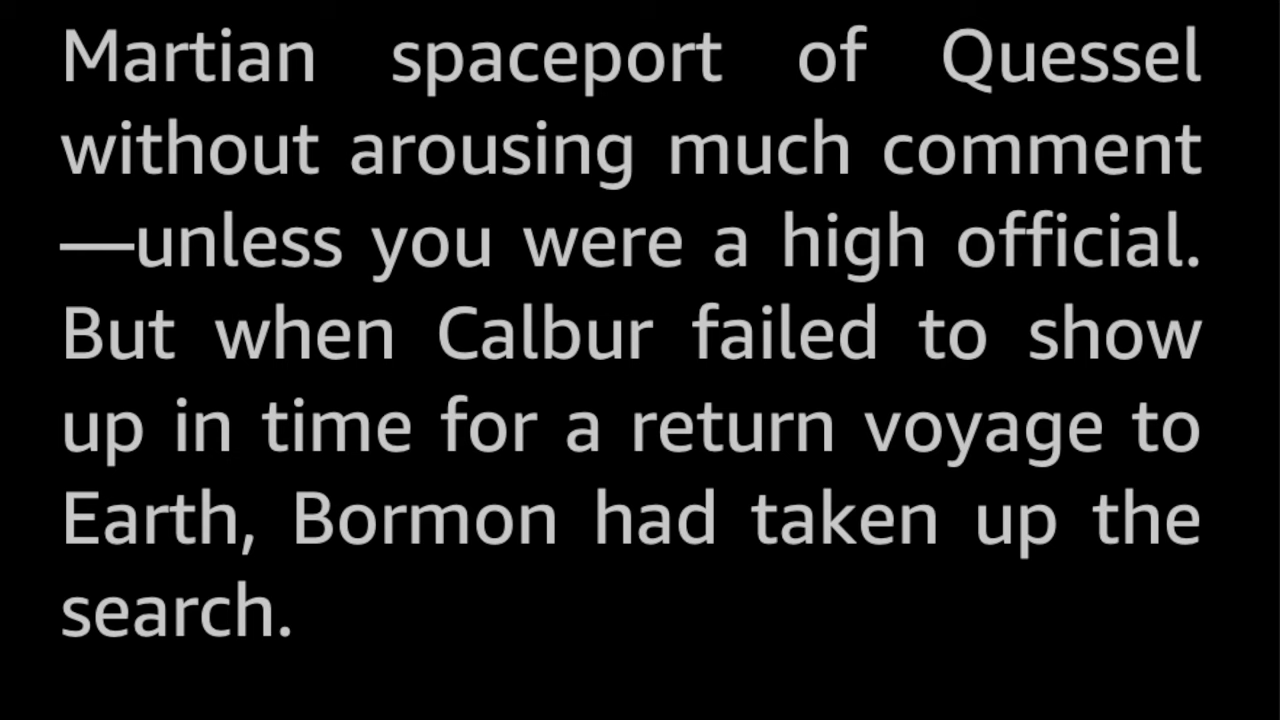 Martian spaceport of Quessel
without arousing much comment
—unless you were a high official.
But when Calbur failed to show
up in time for a return voyage to
Earth, Bormon had taken up the
search.